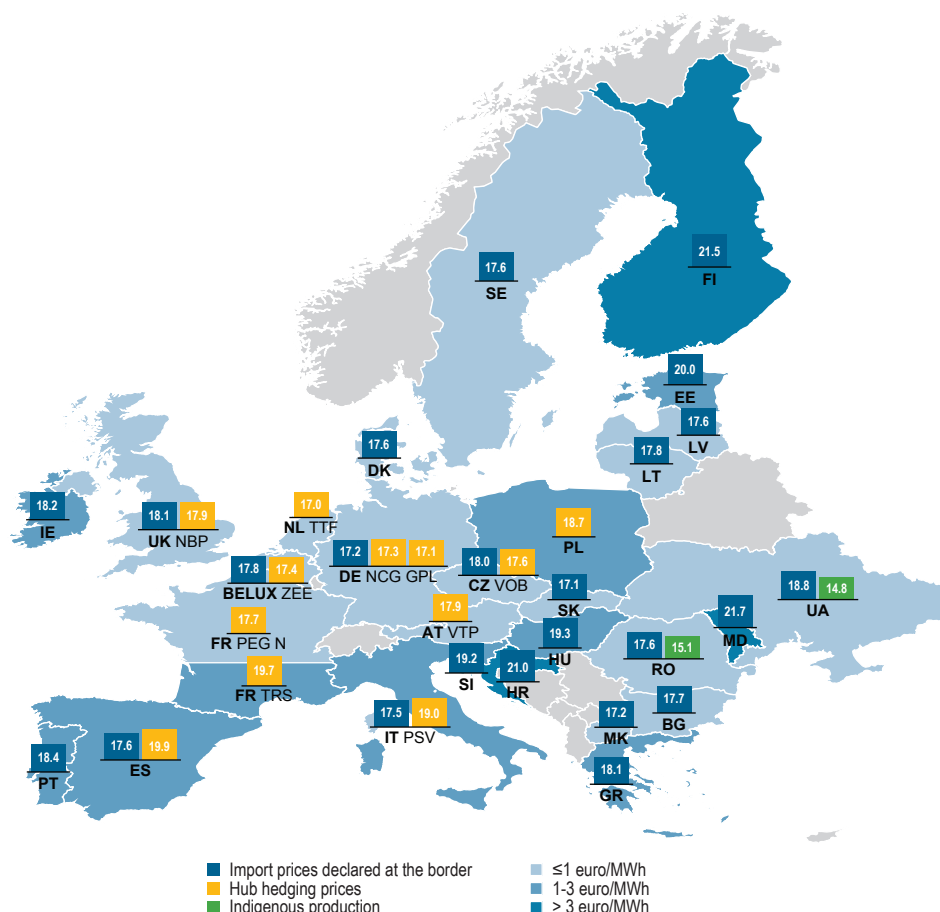 21.5
FI
17.6
SE
20.0
EE
17.6
LV
17.8
LT
17.6
DK
18.2
IE
18.1 17.9
UK NBP
17.0
NL TTF
18.7
PL
17.2 17.3 17.1
DE NCG GPL
18.0 17.6
CZ VOB
17.8 17.4
BELUX ZEE
17.1
SK
18.8 14.8
UA
17.7
FR PEG N
17.9
AT VTP
21.7
MD
19.3
HU
17.6 15.1
RO
19.2
SI
21.0
HR
19.7
FR TRS
17.5 19.0
IT PSV
17.7
BG
17.2
MK
18.4
PT
17.6 19.9
ES
18.1
GR
Import prices declared at the border
Hub hedging prices
Indigenous production
≤1 euro/MWh
1-3 euro/MWh
> 3 euro/MWh